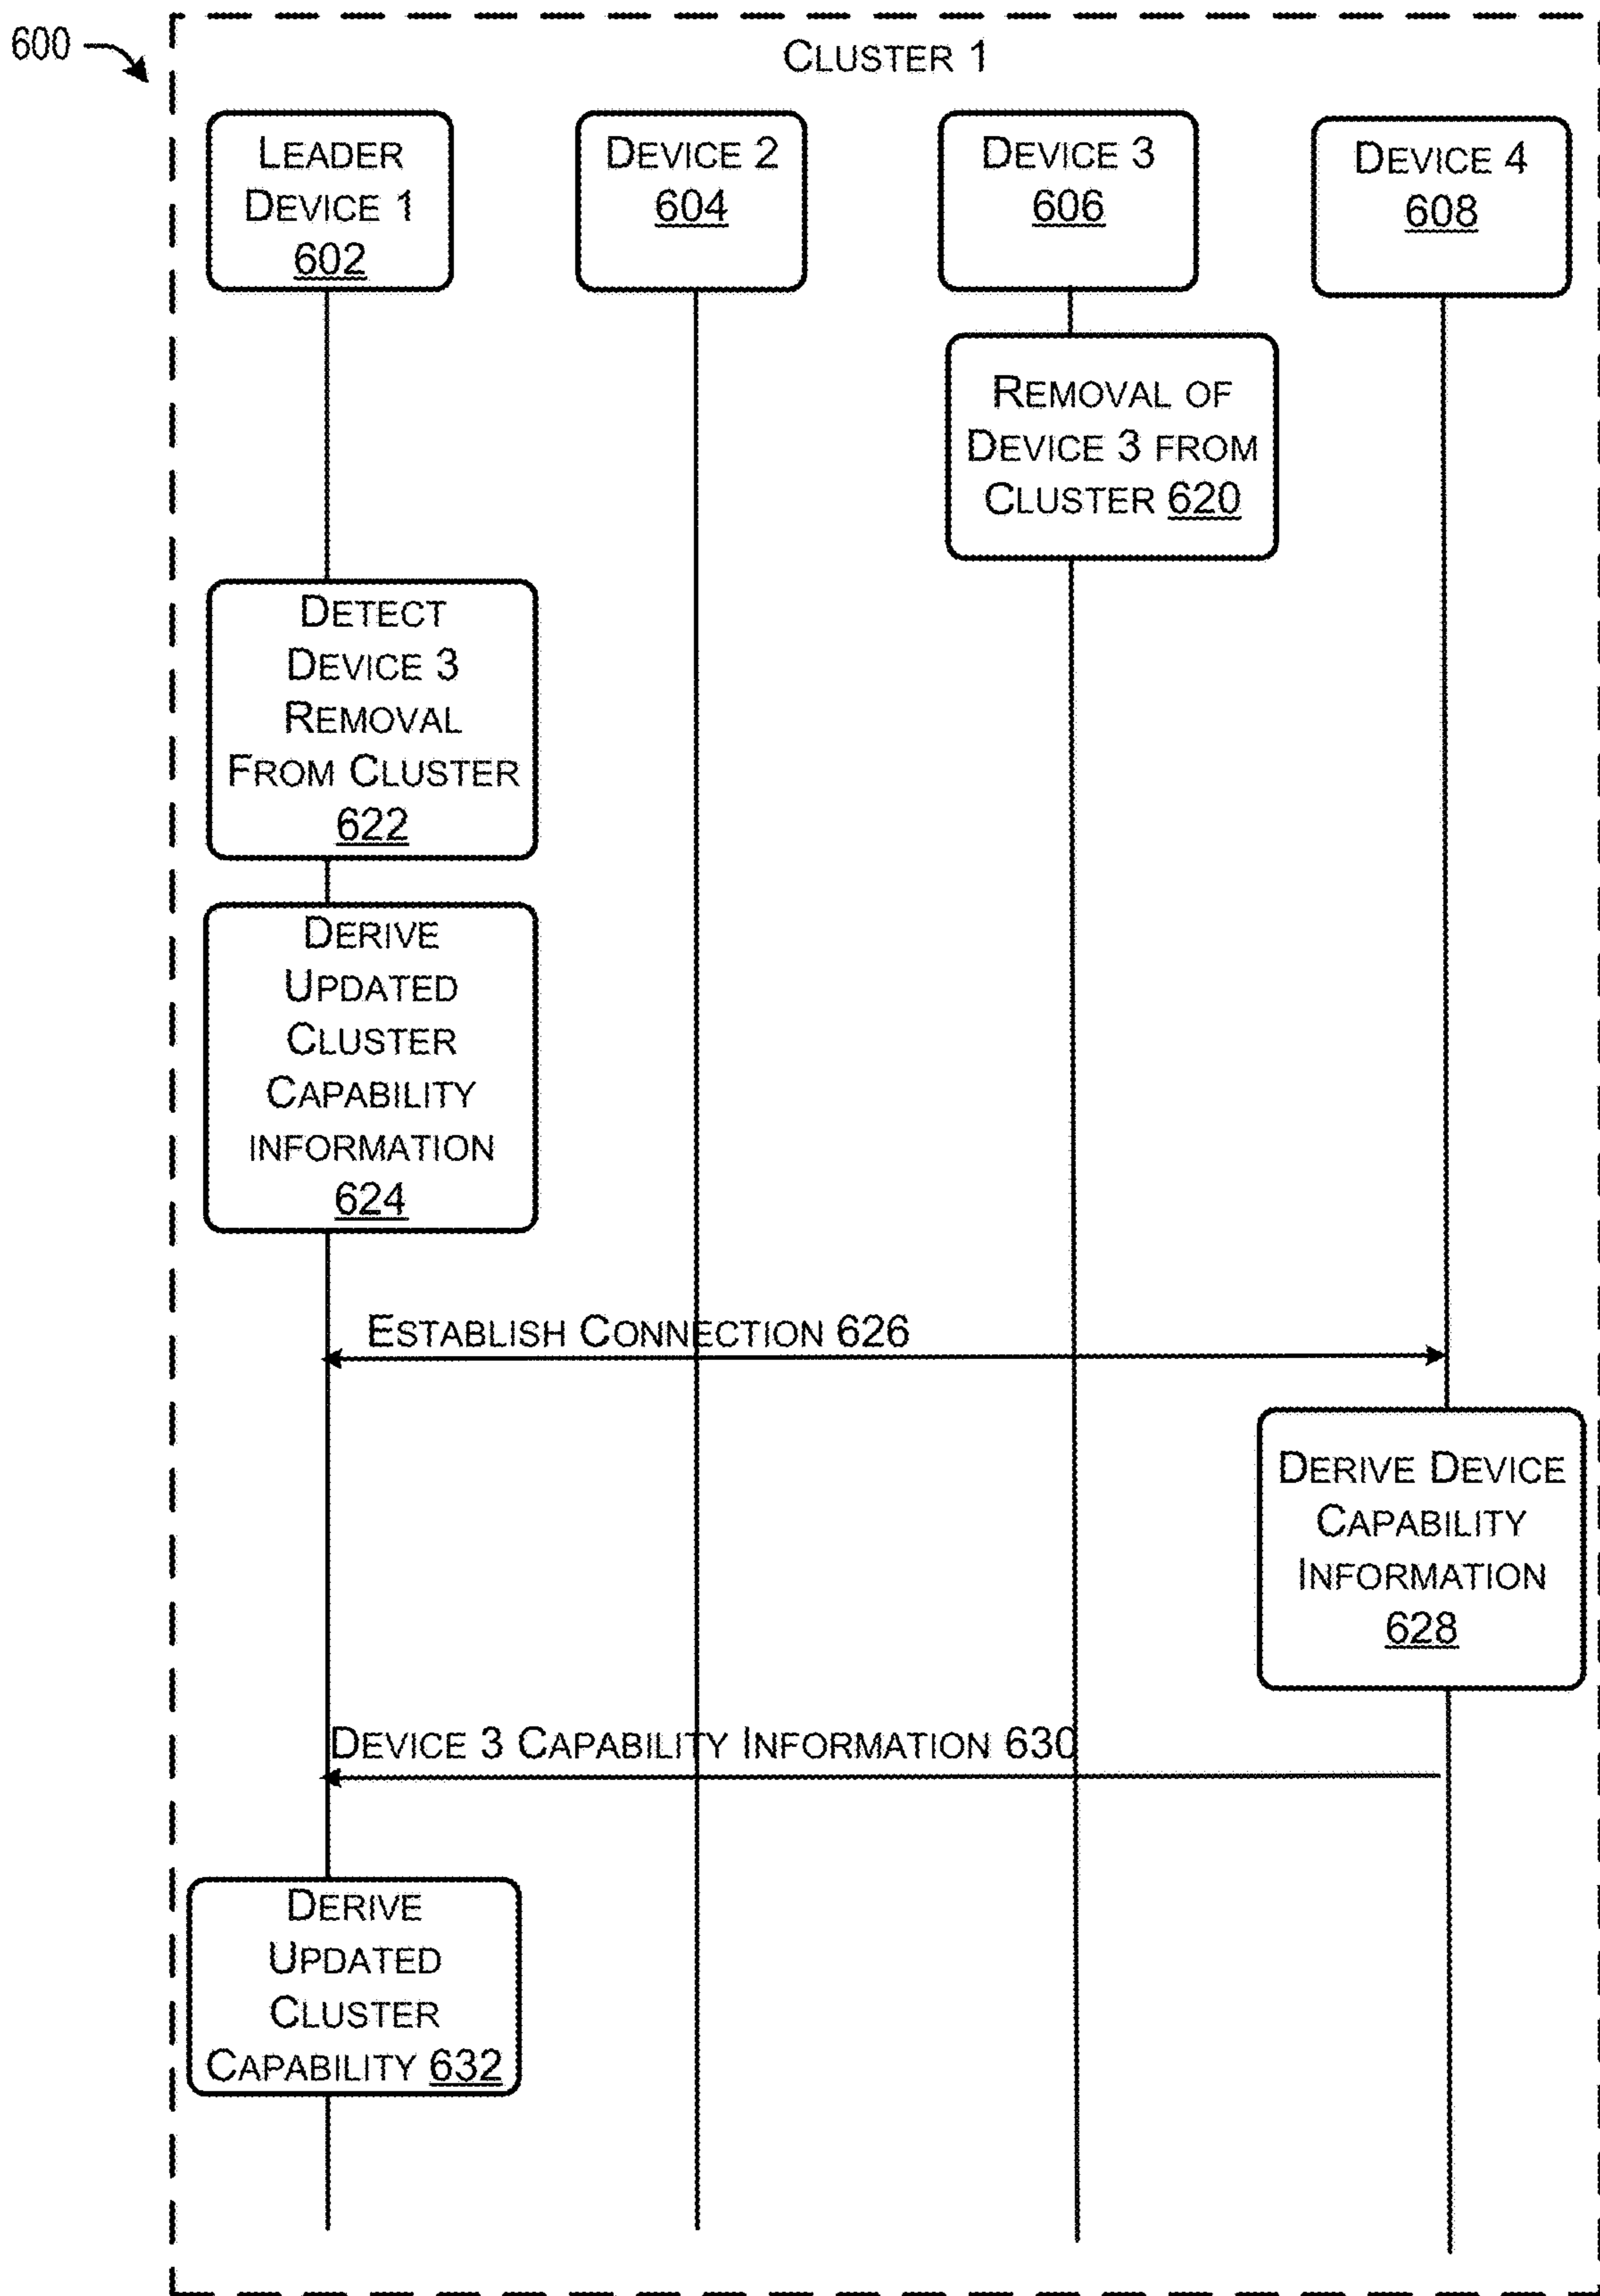 600
CLUSTER 1
LEADER
DEVICE 1
602
DEVICE 2
604
DEVICE 3
606
DEVICE 4
608
REMOVAL OF
DEVICE 3 FROM
CLUSTER 620
DETECT
DEVICE 3
REMOVAL
FROM CLUSTER
622
DERIVE
UPDATED
CLUSTER
CAPABILITY
INFORMATION
624
ESTABLISH CONNECTION 626
DERIVE DEVICE
CAPABILITY
INFORMATION
628
DEVICE 3 CAPABILITY INFORMATION 630
DERIVE
UPDATED
CLUSTER
CAPABILITY 632